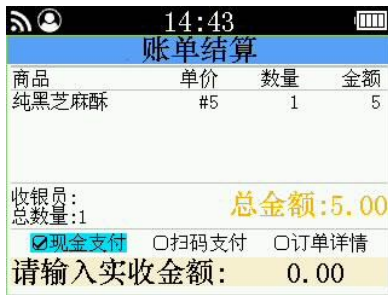 14:43
账单结算
商品 单价 数量 金额
纯黑芝麻酥 #5 1 5
收银员:
总数量:1 总金额:5.00
现金支付 扫码支付 订单详情
请输入实收金额: 0.00